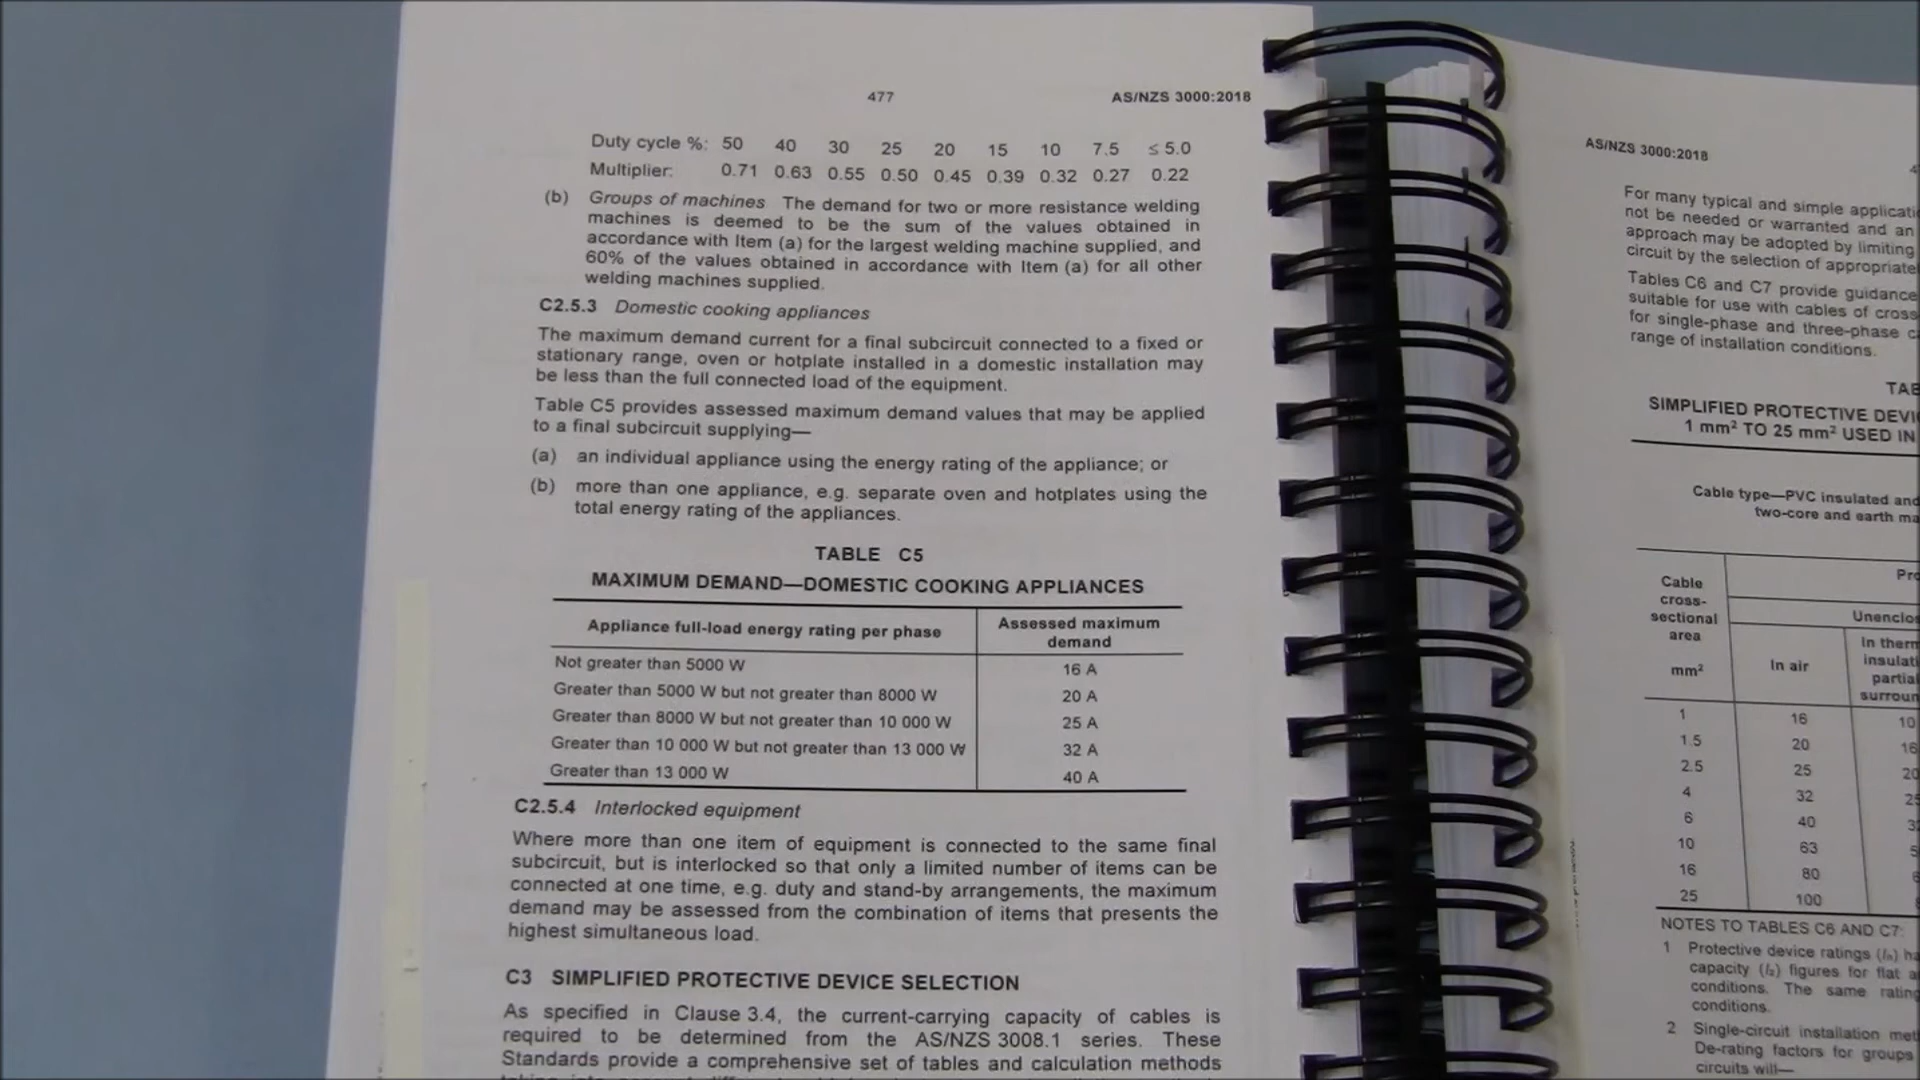 477 AS/NZS 3000:2018
Duty cycle %: 50 40 30 25 20 15 10 7.5 ≤ 5.0
Multiplier: 0.71 0.63 0.55 0.50 0.45 0.39 0.32 0.27 0.22
(b) Groups of machines The demand for two or more resistance welding
machines is deemed to be the sum of the values obtained in
accordance with Item (a) for the largest welding machine supplied, and
60% of the values obtained in accordance with Item (a) for all other
welding machines supplied.
C2.5.3 Domestic cooking appliances
The maximum demand current for a final subcircuit connected to a fixed or
stationary range, oven or hotplate installed in a domestic installation may
be less than the full connected load of the equipment.
Table C5 provides assessed maximum demand values that may be applied
to a final subcircuit supplying—
(a) an individual appliance using the energy rating of the appliance; or
(b) more than one appliance, e.g. separate oven and hotplates using the
total energy rating of the appliances.
TABLE C5
MAXIMUM DEMAND—DOMESTIC COOKING APPLIANCES
Appliance full-load energy rating per phase
Assessed maximum
demand
Not greater than 5000 W 16 A
Greater than 5000 W but not greater than 8000 W 20 A
Greater than 8000 W but not greater than 10 000 W 25 A
Greater than 10 000 W but not greater than 13 000 W 32 A
Greater than 13 000 W 40 A
C2.5.4 Interlocked equipment
Where more than one item of equipment is connected to the same final
subcircuit, but is interlocked so that only a limited number of items can be
connected at one time, e.g. duty and stand-by arrangements, the maximum
demand may be assessed from the combination of items that presents the
highest simultaneous load.
C3 SIMPLIFIED PROTECTIVE DEVICE SELECTION
As specified in Clause 3.4, the current-carrying capacity of cables is
required to be determined from the AS/NZS 3008.1 series. These
Standards provide a comprehensive set of tables and calculation methods
AS/NZS 3000:2018
For many typical and simple
not be needed or warranted and an
approach may be adopted by limiting
circuit by the selection of
Tables C6 and C7 provide guidance
suitable for use with cables of
for single-phase and three-phase
range of installation conditions.
SIMPLIFIED PROTECTIVE
1 mm² TO 25 mm² USED IN
Cable type—PVC insulated and
two-core and earth
Cable
cross-
sectional
area
mm²
In air
In
1 16 10
1.5 20 16
2.5 25 20
4 32
6 40
10 63
16 80
25 100
NOTES TO TABLES C6 AND C7:
1 Protective device ratings
capacity figures for flat
conditions. The same
conditions.
2 Single-circuit installation
De-rating factors for groups
circuits will—